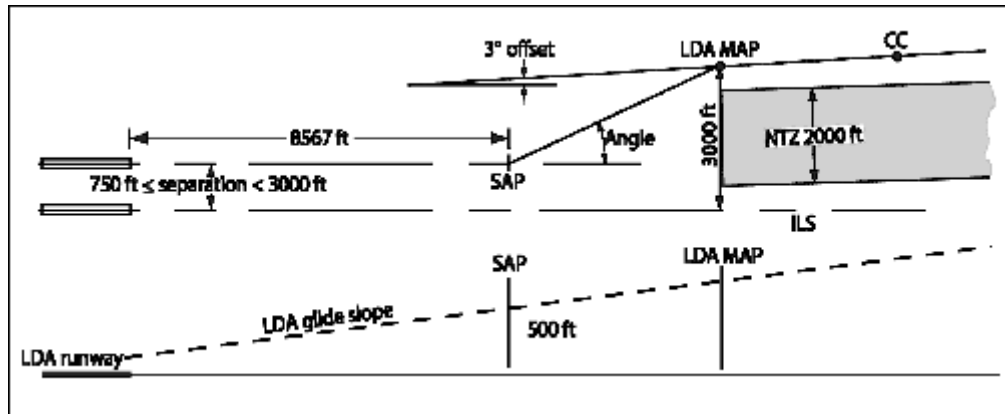 CC
LDA MAP
3° offset
8567 ft
Angle
3000 ft
NTZ 2000 ft
SAP
750 ft ≤ separation < 3000 ft
ILS
SAP
LDA MAP
LDA glide slope
500 ft
LDA runway